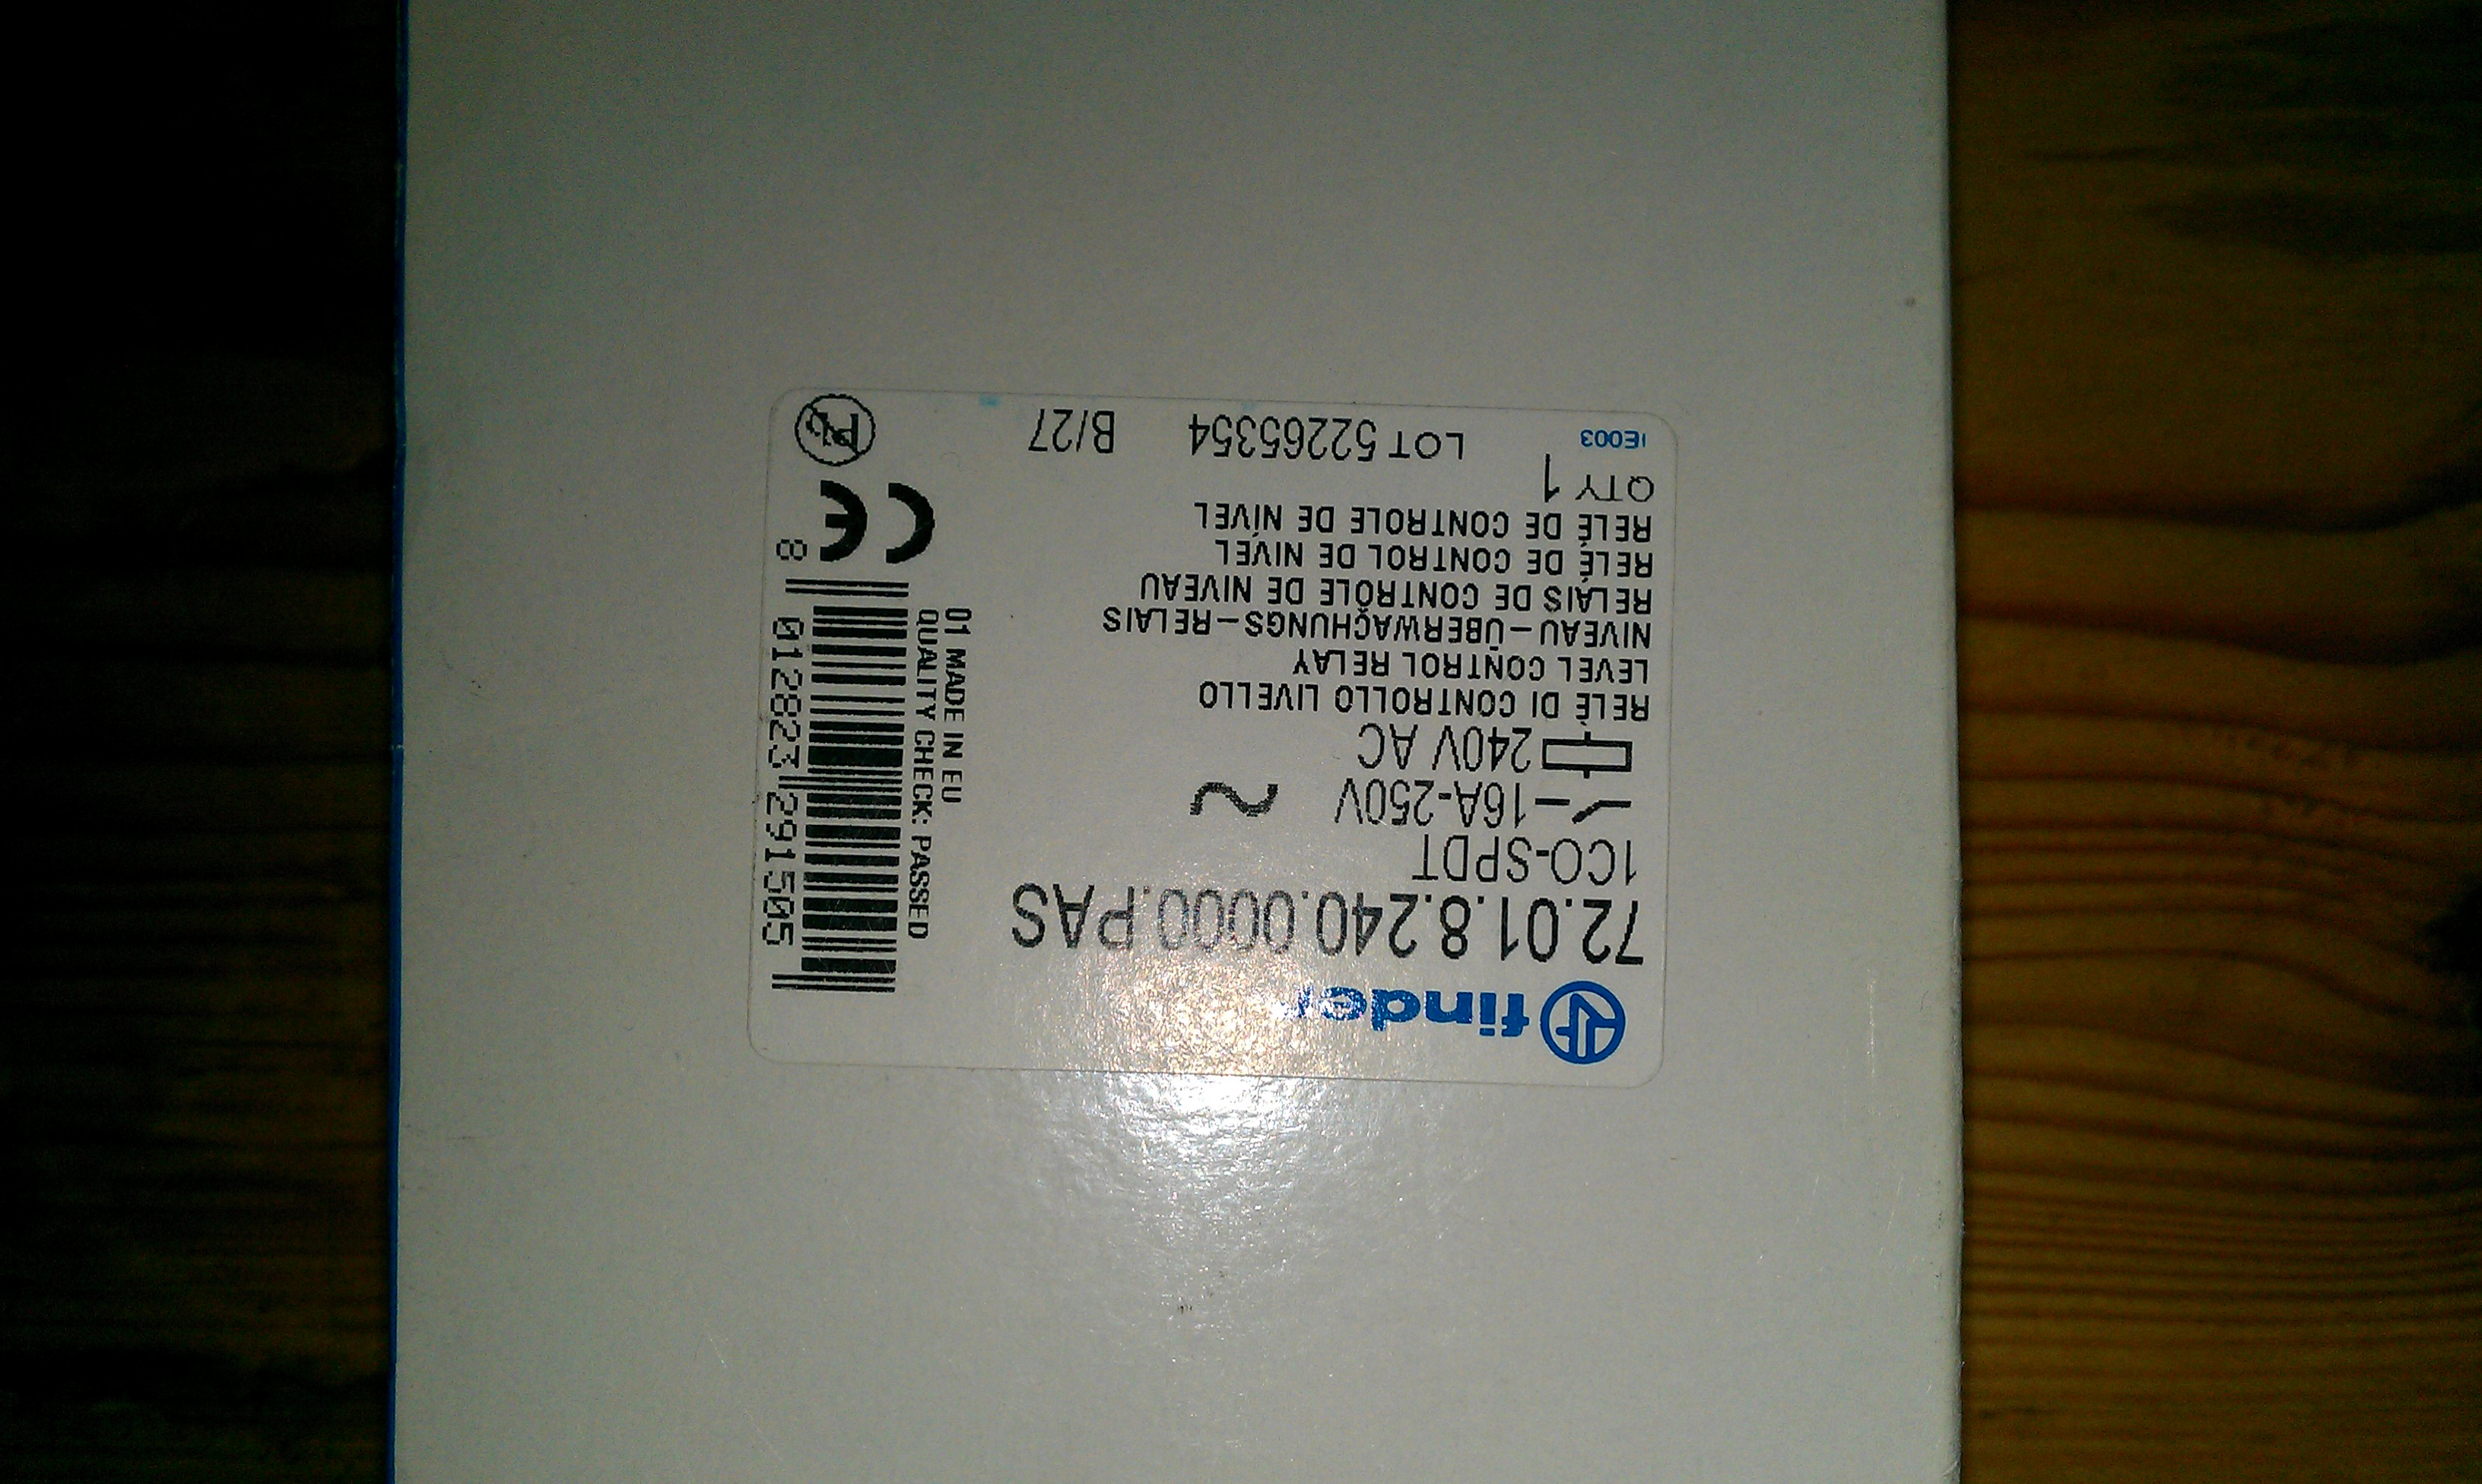 finder
72.01.8.240.0000.PAS
1CO-SPDT
16A-250V ~
240V AC
RELÈ DI CONTROLLO LIVELLO
LEVEL CONTROL RELAY
NIVEAU-ÜBERWACHUNGS-RELAIS
RELAIS DE CONTRÔLE DE NIVEAU
RELÉ DE CONTROL DE NIVEL
RELÉ DE CONTROLE DE NÍVEL
QTY 1
IE003 LOT 52265354 B/27
01 MADE IN EU
QUALITY CHECK: PASSED
8 012823 291505
CE
Pb